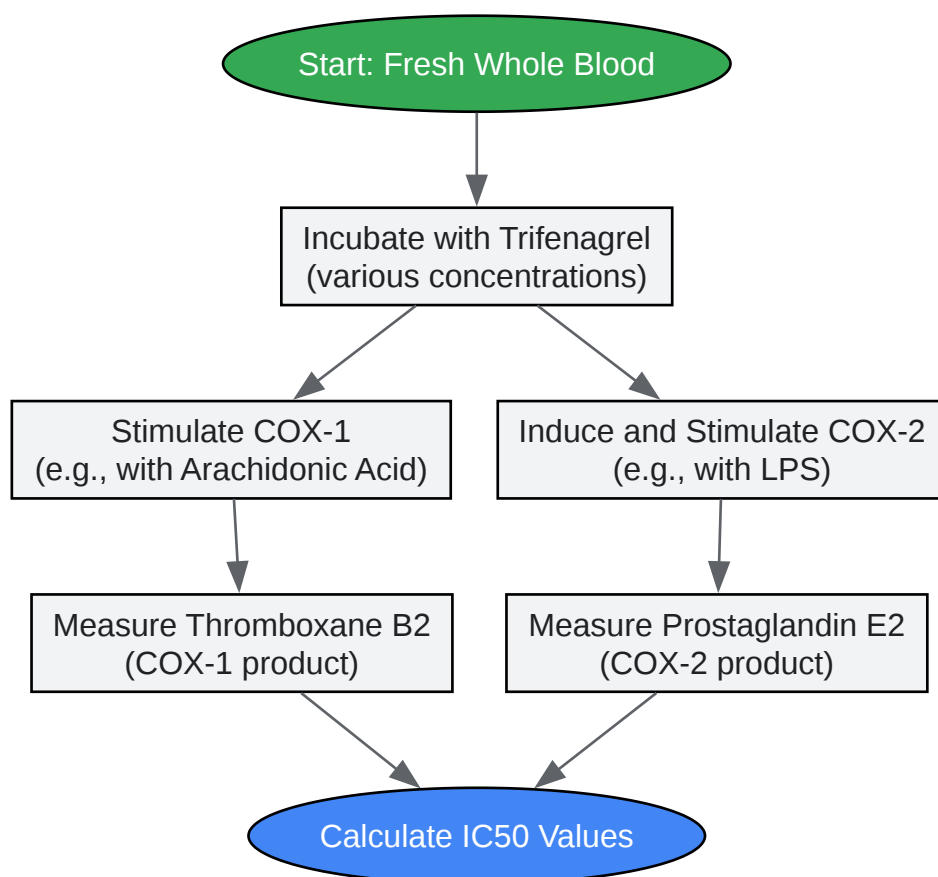 Start: Fresh Whole Blood
Incubate with Trifenagrel
(various concentrations)
Stimulate COX-1
(e.g., with Arachidonic Acid)
Induce and Stimulate COX-2
(e.g., with LPS)
Measure Thromboxane B2
(COX-1 product)
Measure Prostaglandin E2
(COX-2 product)
Calculate IC50 Values